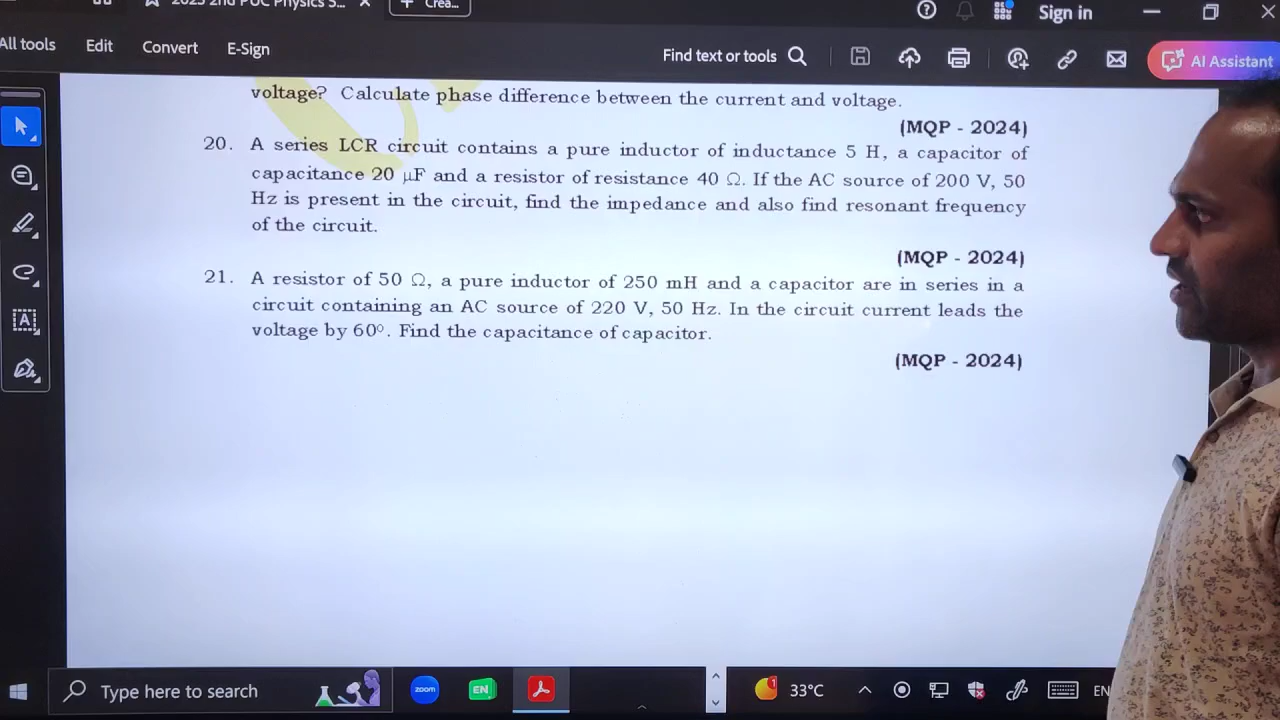 2nd PUC Physics S...
Crea...
Sign in
All tools
Edit
Convert
E-Sign
Find text or tools
AI Assistant
voltage? Calculate phase difference between the current and voltage.
(MQP - 2024)
20. A series LCR circuit contains a pure inductor of inductance 5 H, a capacitor of
capacitance 20 μF and a resistor of resistance 40 Ω. If the AC source of 200 V, 50
Hz is present in the circuit, find the impedance and also find resonant frequency
of the circuit.
(MQP - 2024)
21. A resistor of 50 Ω, a pure inductor of 250 mH and a capacitor are in series in a
circuit containing an AC source of 220 V, 50 Hz. In the circuit current leads the
voltage by 60º. Find the capacitance of capacitor.
(MQP - 2024)
Type here to search
zoom
EN
1
33°C
EN